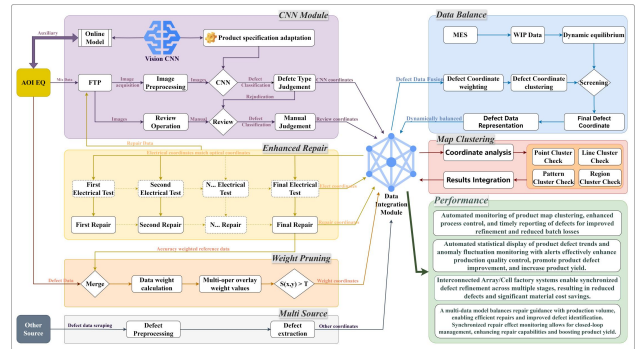 CNN Module
Auxiliary
Online
Model
Vision CNN
Product specification adaptation
AOI EQ
No Bias
FTP
Image
acquisition
Image
Preprocessing
Images
CNN
Defect
Classification
Defete Type
Judgement
CNN coordinates
Rejudication
Images
Review
Operation
Manual
Review
Defect
Classification
Manual
Judgement
Review coordinates
Repair Data
Enhanced Repair
First
Electrical Test
Second
Electrical Test
N... Electrical
Test
Final Electrical
Test
First Repair
Second Repair
N... Repair
Final Repair
Accuracy weighted reference data
Weight Pruning
Defect Data
Merge
Data weight
calculation
Multi-oper overlay
weight values
S(x,y) > T
Weight coordinates
Multi Source
Other
Source
Defect data scraping
Defect
Preprocessing
Defect
extraction
Other coordinates
Data
Integration
Module
Data Balance
MES
WIP Data
Dynamic equilibrium
Defect Data Fusing
Defect Coordinate
weighting
Defect Coordinate
clustering
Screening
Dynamically balanced
Defect Data
Representation
Final Defect
Coordinate
Map Clustering
Coordinate analysis
Point Cluster
Check
Line Cluster
Check
Results Integration
Pattern
Cluster Check
Region
Cluster Check
Performance
Automated monitoring of product map clustering, enhanced
process control, and timely reporting of defects for improved
refinement and reduced batch losses
Automated statistical display of product defect trends and
anomaly fluctuation monitoring with alerts effectively enhance
production quality control, promote product defect
improvement, and increase product yield.
Interconnected Array/Cell factory systems enable synchronized
defect refinement across multiple stages, resulting in reduced
defects and significant material cost savings.
A multi-data model balances repair guidance with production volume,
enabling efficient repairs and improved defect identification.
Synchronized repair effect monitoring allows for closed-loop
management, enhancing repair capabilities and boosting product yield.